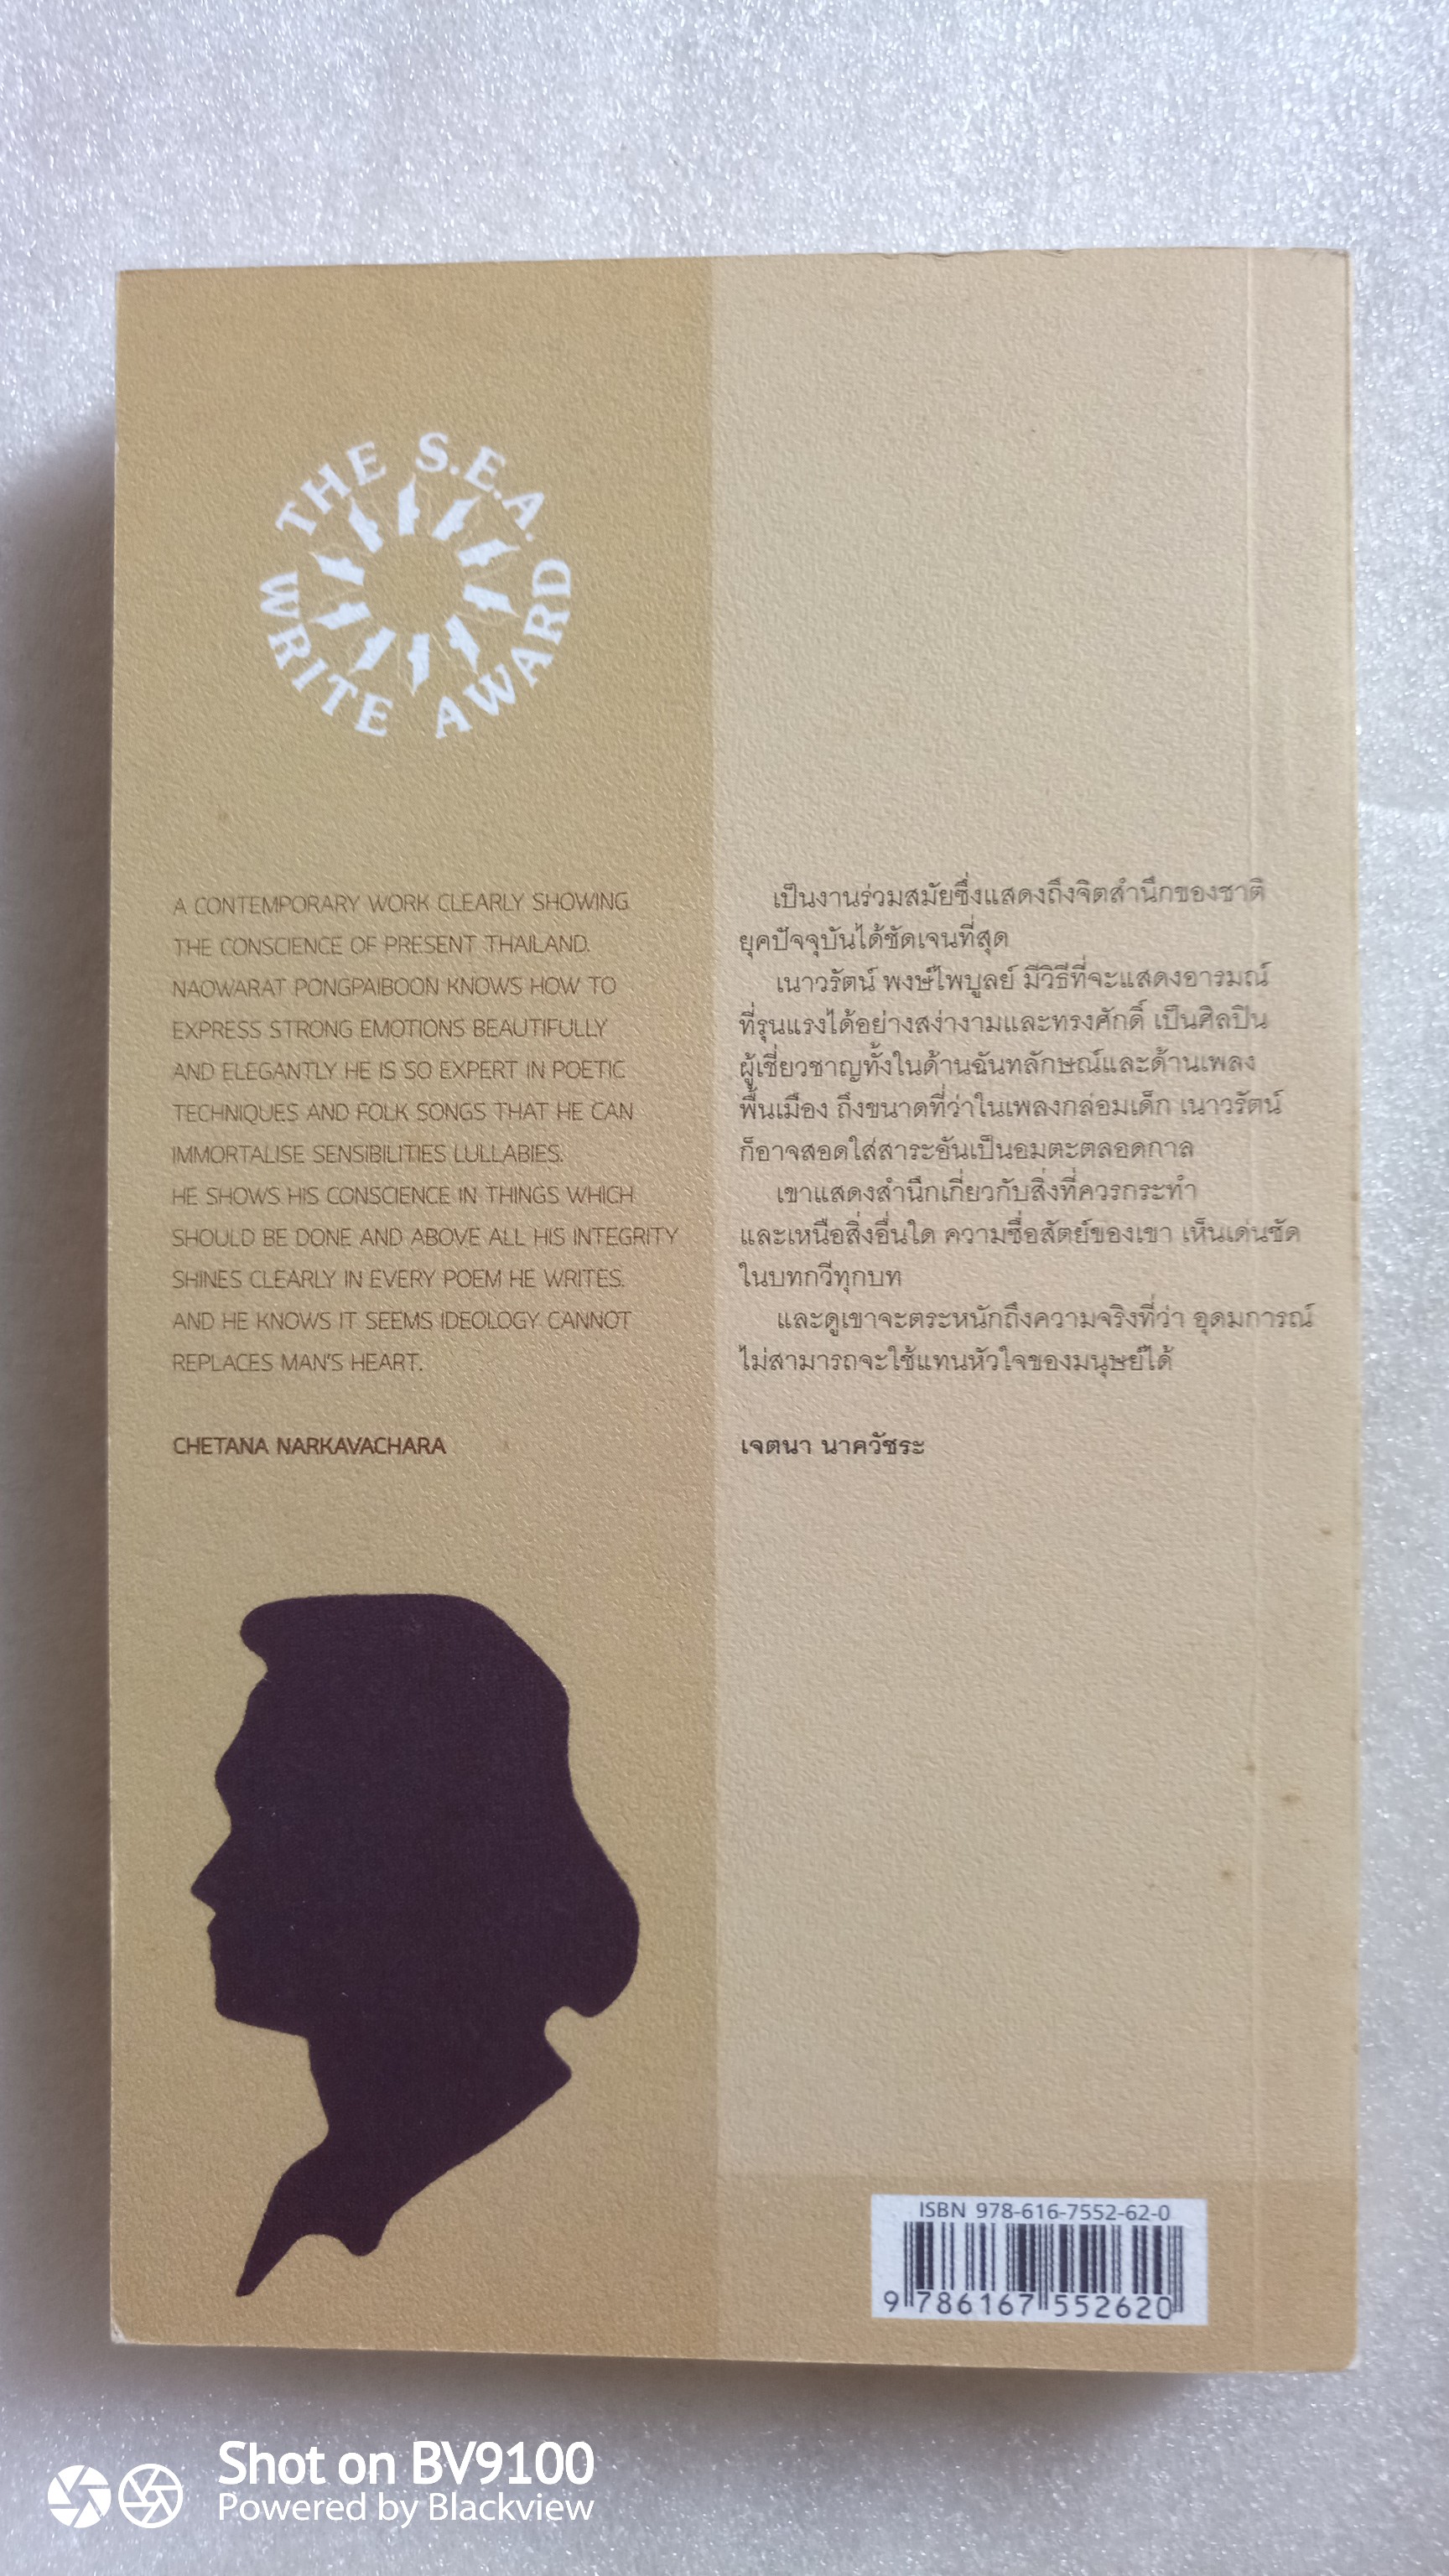 THE S.E.A.
WRITE AWARD
A CONTEMPORARY WORK CLEARLY SHOWING
THE CONSCIENCE OF PRESENT THAILAND.
NAOWARAT PONGPAIBOON KNOWS HOW TO
EXPRESS STRONG EMOTIONS BEAUTIFULLY
AND ELEGANTLY HE IS SO EXPERT IN POETIC
TECHNIQUES AND FOLK SONGS THAT HE CAN
IMMORTALISE SENSIBILITIES LULLABIES.
HE SHOWS HIS CONSCIENCE IN THINGS WHICH
SHOULD BE DONE AND ABOVE ALL HIS INTEGRITY
SHINES CLEARLY IN EVERY POEM HE WRITES.
AND HE KNOWS IT SEEMS IDEOLOGY CANNOT
REPLACES MAN'S HEART.
CHETANA NARKAVACHARA
เป็นงานร่วมสมัยซึ่งแสดงถึงจิตสำนึกของชาติ
ยุคปัจจุบันได้ชัดเจนที่สุด
เนาวรัตน์ พงษ์ไพบูลย์ มีวิธีที่จะแสดงอารมณ์
ที่รุนแรงได้อย่างสง่างามและทรงศักดิ์ เป็นศิลปิน
ผู้เชี่ยวชาญทั้งในด้านฉันทลักษณ์และด้านเพลง
พื้นเมือง ถึงขนาดที่ว่าในเพลงกล่อมเด็ก เนาวรัตน์
ก็อาจสอดใส่สาระอันเป็นอมตะตลอดกาล
เขาแสดงสำนึกเกี่ยวกับสิ่งที่ควรกระทำ
และเหนือสิ่งอื่นใด ความซื่อสัตย์ของเขา เห็นเด่นชัด
ในบทกวีทุกบท
และดูเขาจะตระหนักถึงความจริงที่ว่า อุดมการณ์
ไม่สามารถจะใช้แทนหัวใจของมนุษย์ได้
เจตนา นาควัชระ
ISBN 978-616-7552-62-0
9 786167 552620
Shot on BV9100
Powered by Blackview